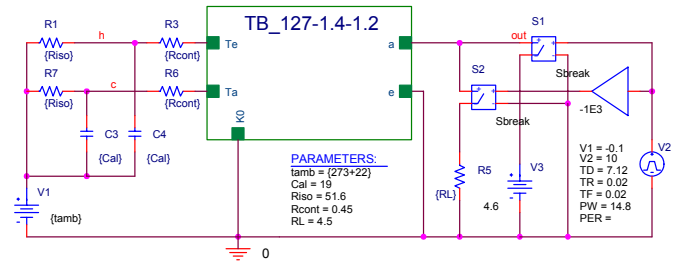 TB_127-1.4-1.2
R1
h
R3
{Riso}
{Rcont}
Te
a
out
S1
R7
c
R6
{Riso}
{Rcont}
Ta
e
S2
Sbreak
-1E3
C3
C4
{Cal}
{Cal}
K0
Sbreak
PARAMETERS:
tamb = {273+22}
Cal = 19
Riso = 51.6
Rcont = 0.45
RL = 4.5
V1
{tamb}
R5
{RL}
V3
4.6
V2
V1 = -0.1
V2 = 10
TD = 7.12
TR = 0.02
TF = 0.02
PW = 14.8
PER =
0